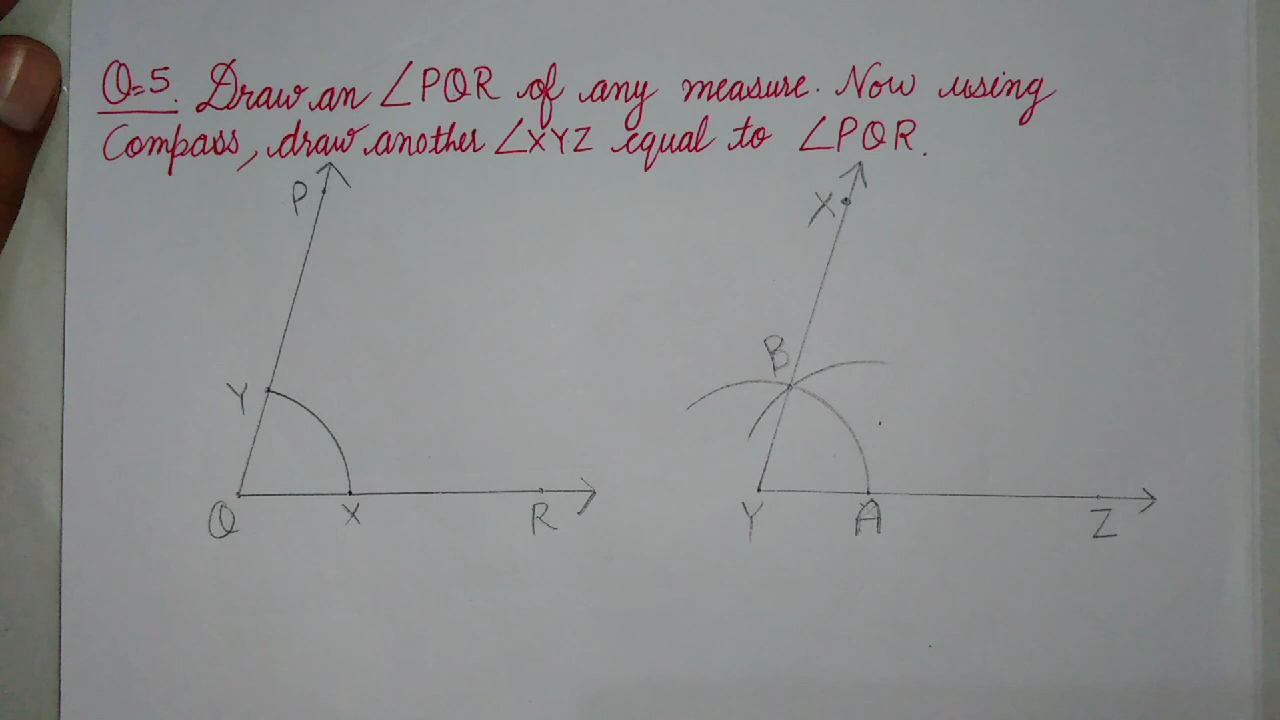 Q=5. Draw an ∠PQR of any measure. Now using
Compass, draw another ∠XYZ equal to ∠PQR.
P
X
B
Y
Q
X
R
Y
A
Z